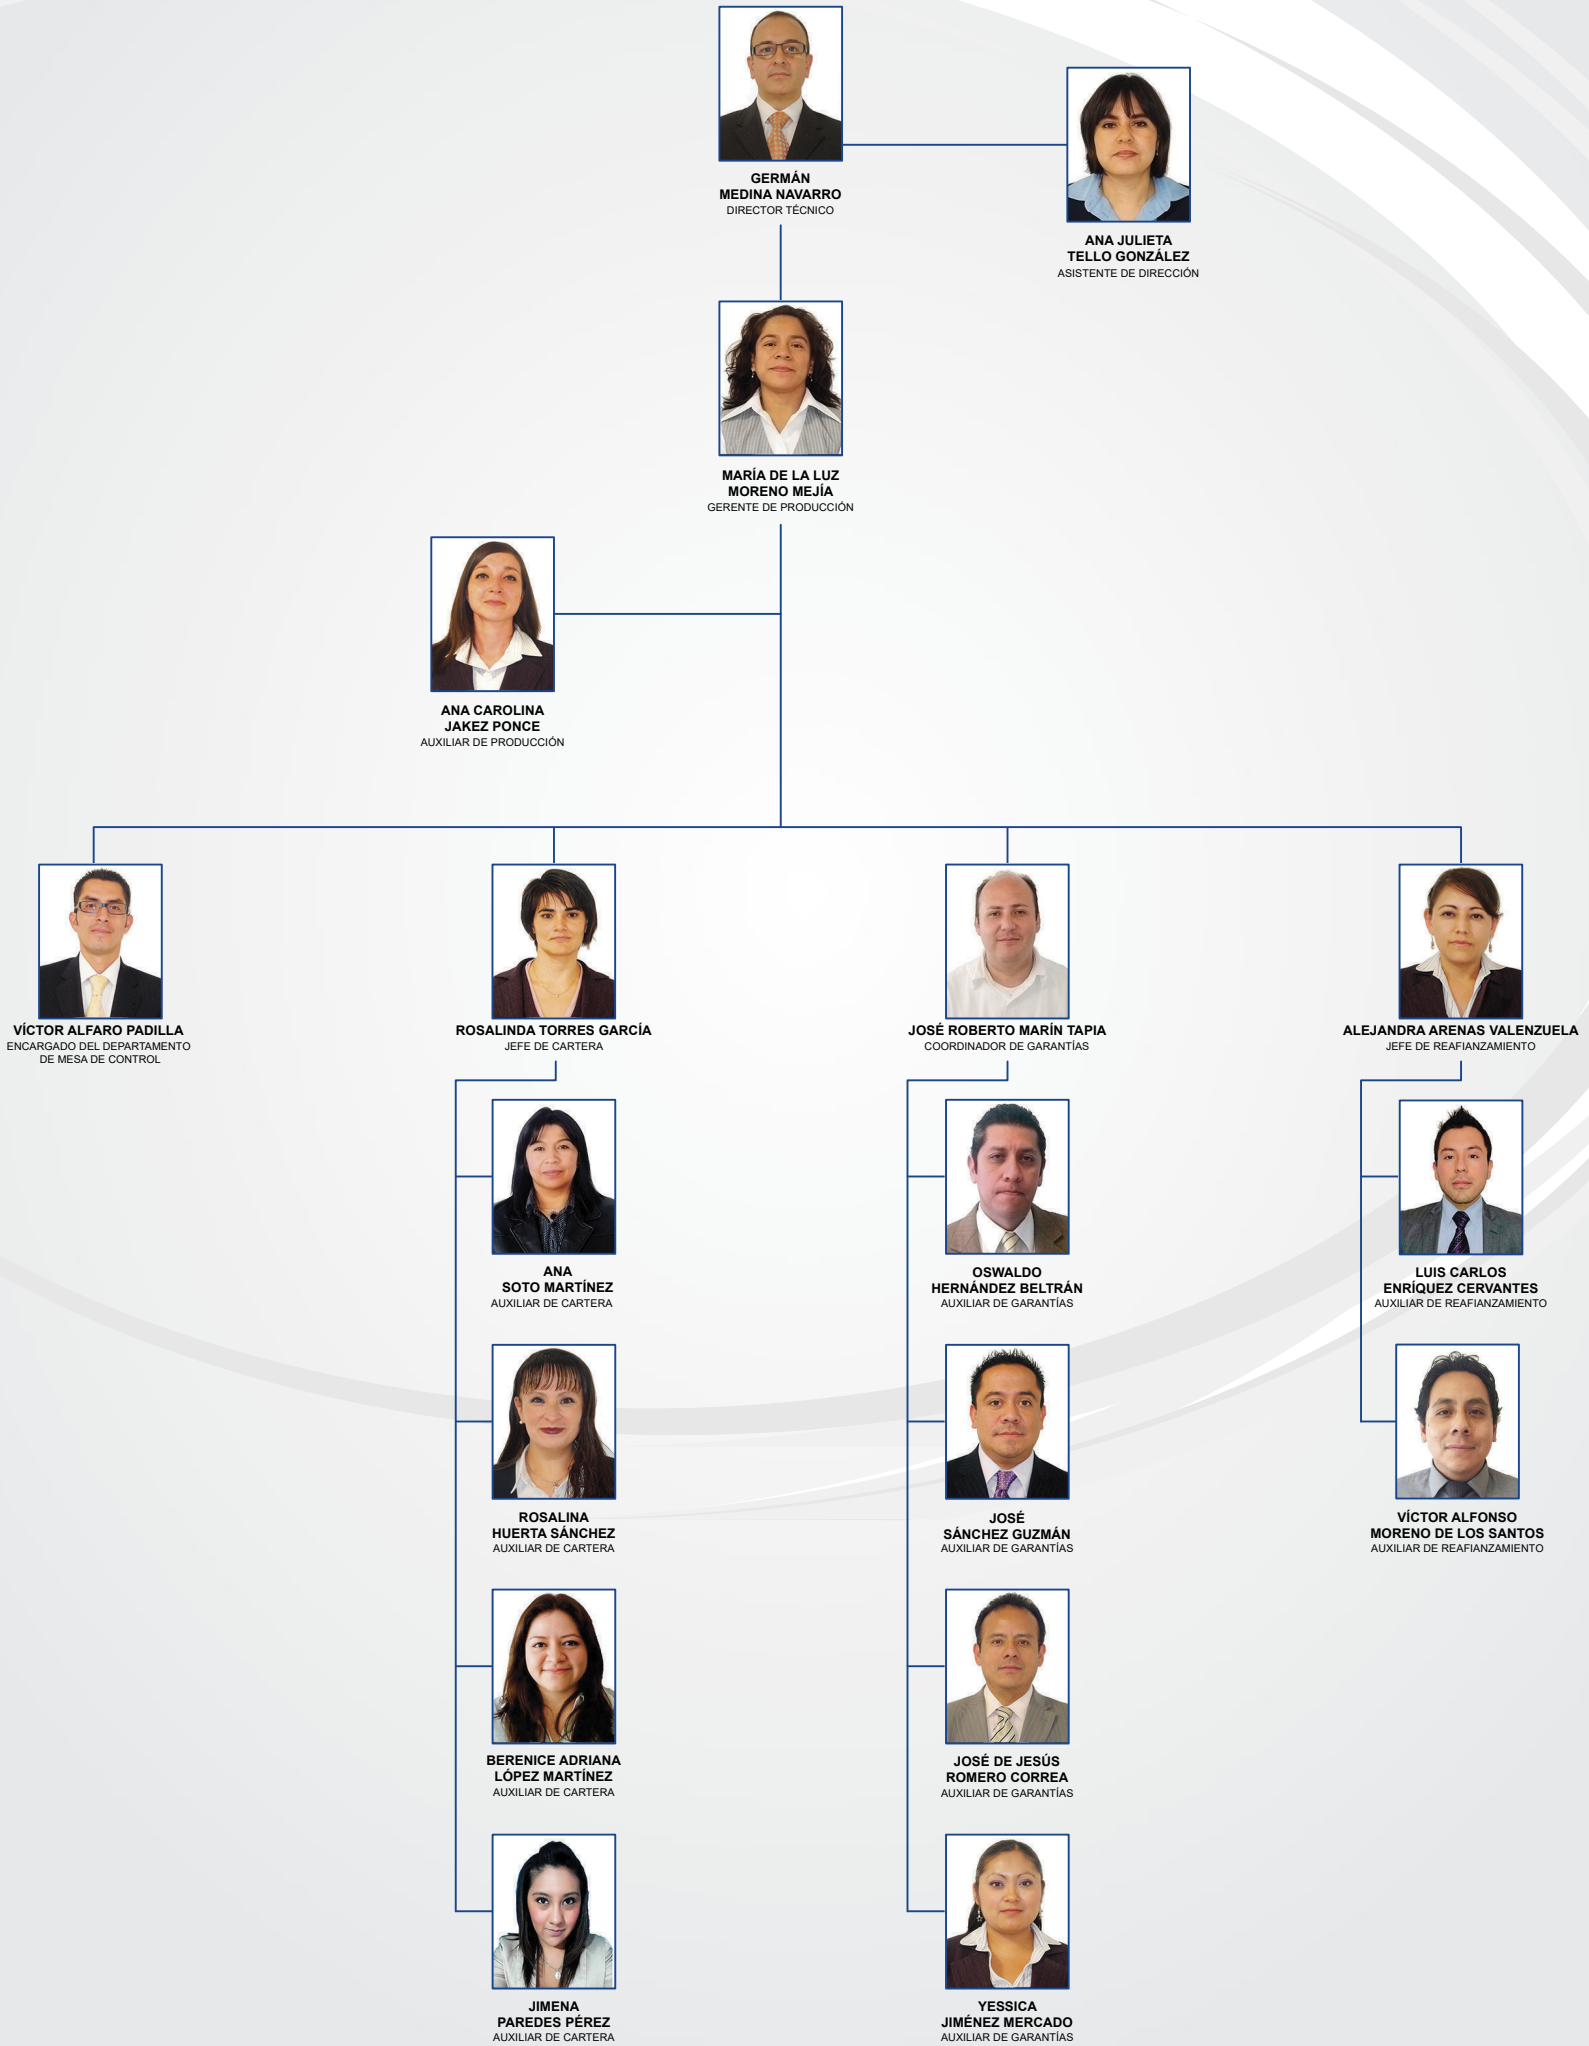 GERMÁN
MEDINA NAVARRO
DIRECTOR TÉCNICO
ANA JULIETA
TELLO GONZÁLEZ
ASISTENTE DE DIRECCIÓN
MARÍA DE LA LUZ
MORENO MEJÍA
GERENTE DE PRODUCCIÓN
ANA CAROLINA
JAKEZ PONCE
AUXILIAR DE PRODUCCIÓN
VÍCTOR ALFARO PADILLA
ENCARGADO DEL DEPARTAMENTO
DE MESA DE CONTROL
ROSALINDA TORRES GARCÍA
JEFE DE CARTERA
JOSÉ ROBERTO MARÍN TAPIA
COORDINADOR DE GARANTÍAS
ALEJANDRA ARENAS VALENZUELA
JEFE DE REAFIANZAMIENTO
ANA
SOTO MARTÍNEZ
AUXILIAR DE CARTERA
OSWALDO
HERNÁNDEZ BELTRÁN
AUXILIAR DE GARANTÍAS
LUIS CARLOS
ENRÍQUEZ CERVANTES
AUXILIAR DE REAFIANZAMIENTO
ROSALINA
HUERTA SÁNCHEZ
AUXILIAR DE CARTERA
JOSÉ
SÁNCHEZ GUZMÁN
AUXILIAR DE GARANTÍAS
VÍCTOR ALFONSO
MORENO DE LOS SANTOS
AUXILIAR DE REAFIANZAMIENTO
BERENICE ADRIANA
LÓPEZ MARTÍNEZ
AUXILIAR DE CARTERA
JOSÉ DE JESÚS
ROMERO CORREA
AUXILIAR DE GARANTÍAS
JIMENA
PAREDES PÉREZ
AUXILIAR DE CARTERA
YESSICA
JIMÉNEZ MERCADO
AUXILIAR DE GARANTÍAS